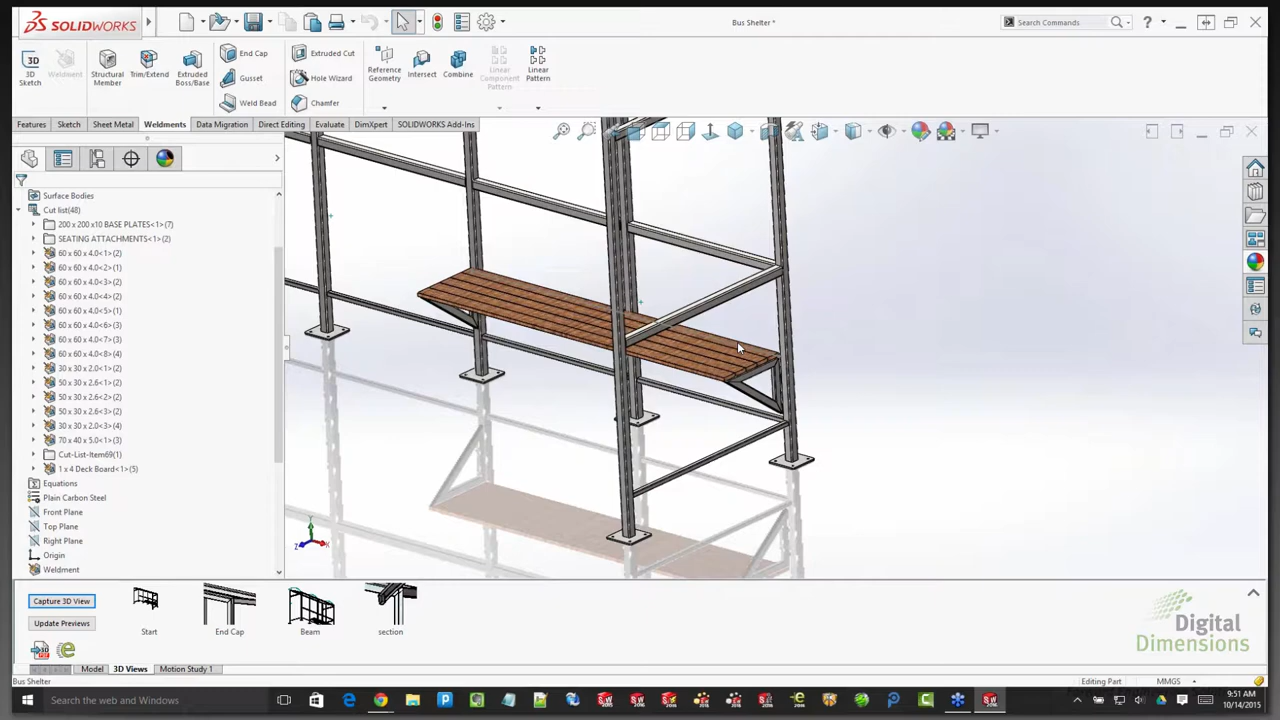 SOLIDWORKS
Bus Shelter *
Search Commands
3D Sketch
Weldment
Structural Member
Trim/Extend
Extruded Boss/Base
End Cap
Gusset
Weld Bead
Extruded Cut
Hole Wizard
Chamfer
Reference Geometry
Intersect
Combine
Linear Component Pattern
Linear Pattern
Features
Sketch
Sheet Metal
Weldments
Data Migration
Direct Editing
Evaluate
DimXpert
SOLIDWORKS Add-Ins
Surface Bodies
Cut list(48)
200 x 200 x10 BASE PLATES<1>(7)
SEATING ATTACHMENTS<1>(2)
60 x 60 x 4.0<1>(2)
60 x 60 x 4.0<2>(1)
60 x 60 x 4.0<3>(2)
60 x 60 x 4.0<4>(2)
60 x 60 x 4.0<5>(1)
60 x 60 x 4.0<6>(3)
60 x 60 x 4.0<7>(3)
60 x 60 x 4.0<8>(4)
30 x 30 x 2.6<1>(2)
50 x 30 x 2.6<1>(2)
50 x 30 x 2.6<2>(2)
50 x 30 x 2.6<3>(2)
30 x 30 x 2.0<3>(4)
70 x 40 x 5.0<1>(3)
Cut-List-Item69(1)
1 x 4 Deck Board<1>(5)
Equations
Plain Carbon Steel
Front Plane
Top Plane
Right Plane
Origin
Weldment
Y
Z
X
Capture 3D View
Update Previews
Start
End Cap
Beam
section
Digital
Dimensions
Model
3D Views
Motion Study 1
Bus Shelter
Editing Part
MMGS
Search the web and Windows
9:51 AM
10/14/2015